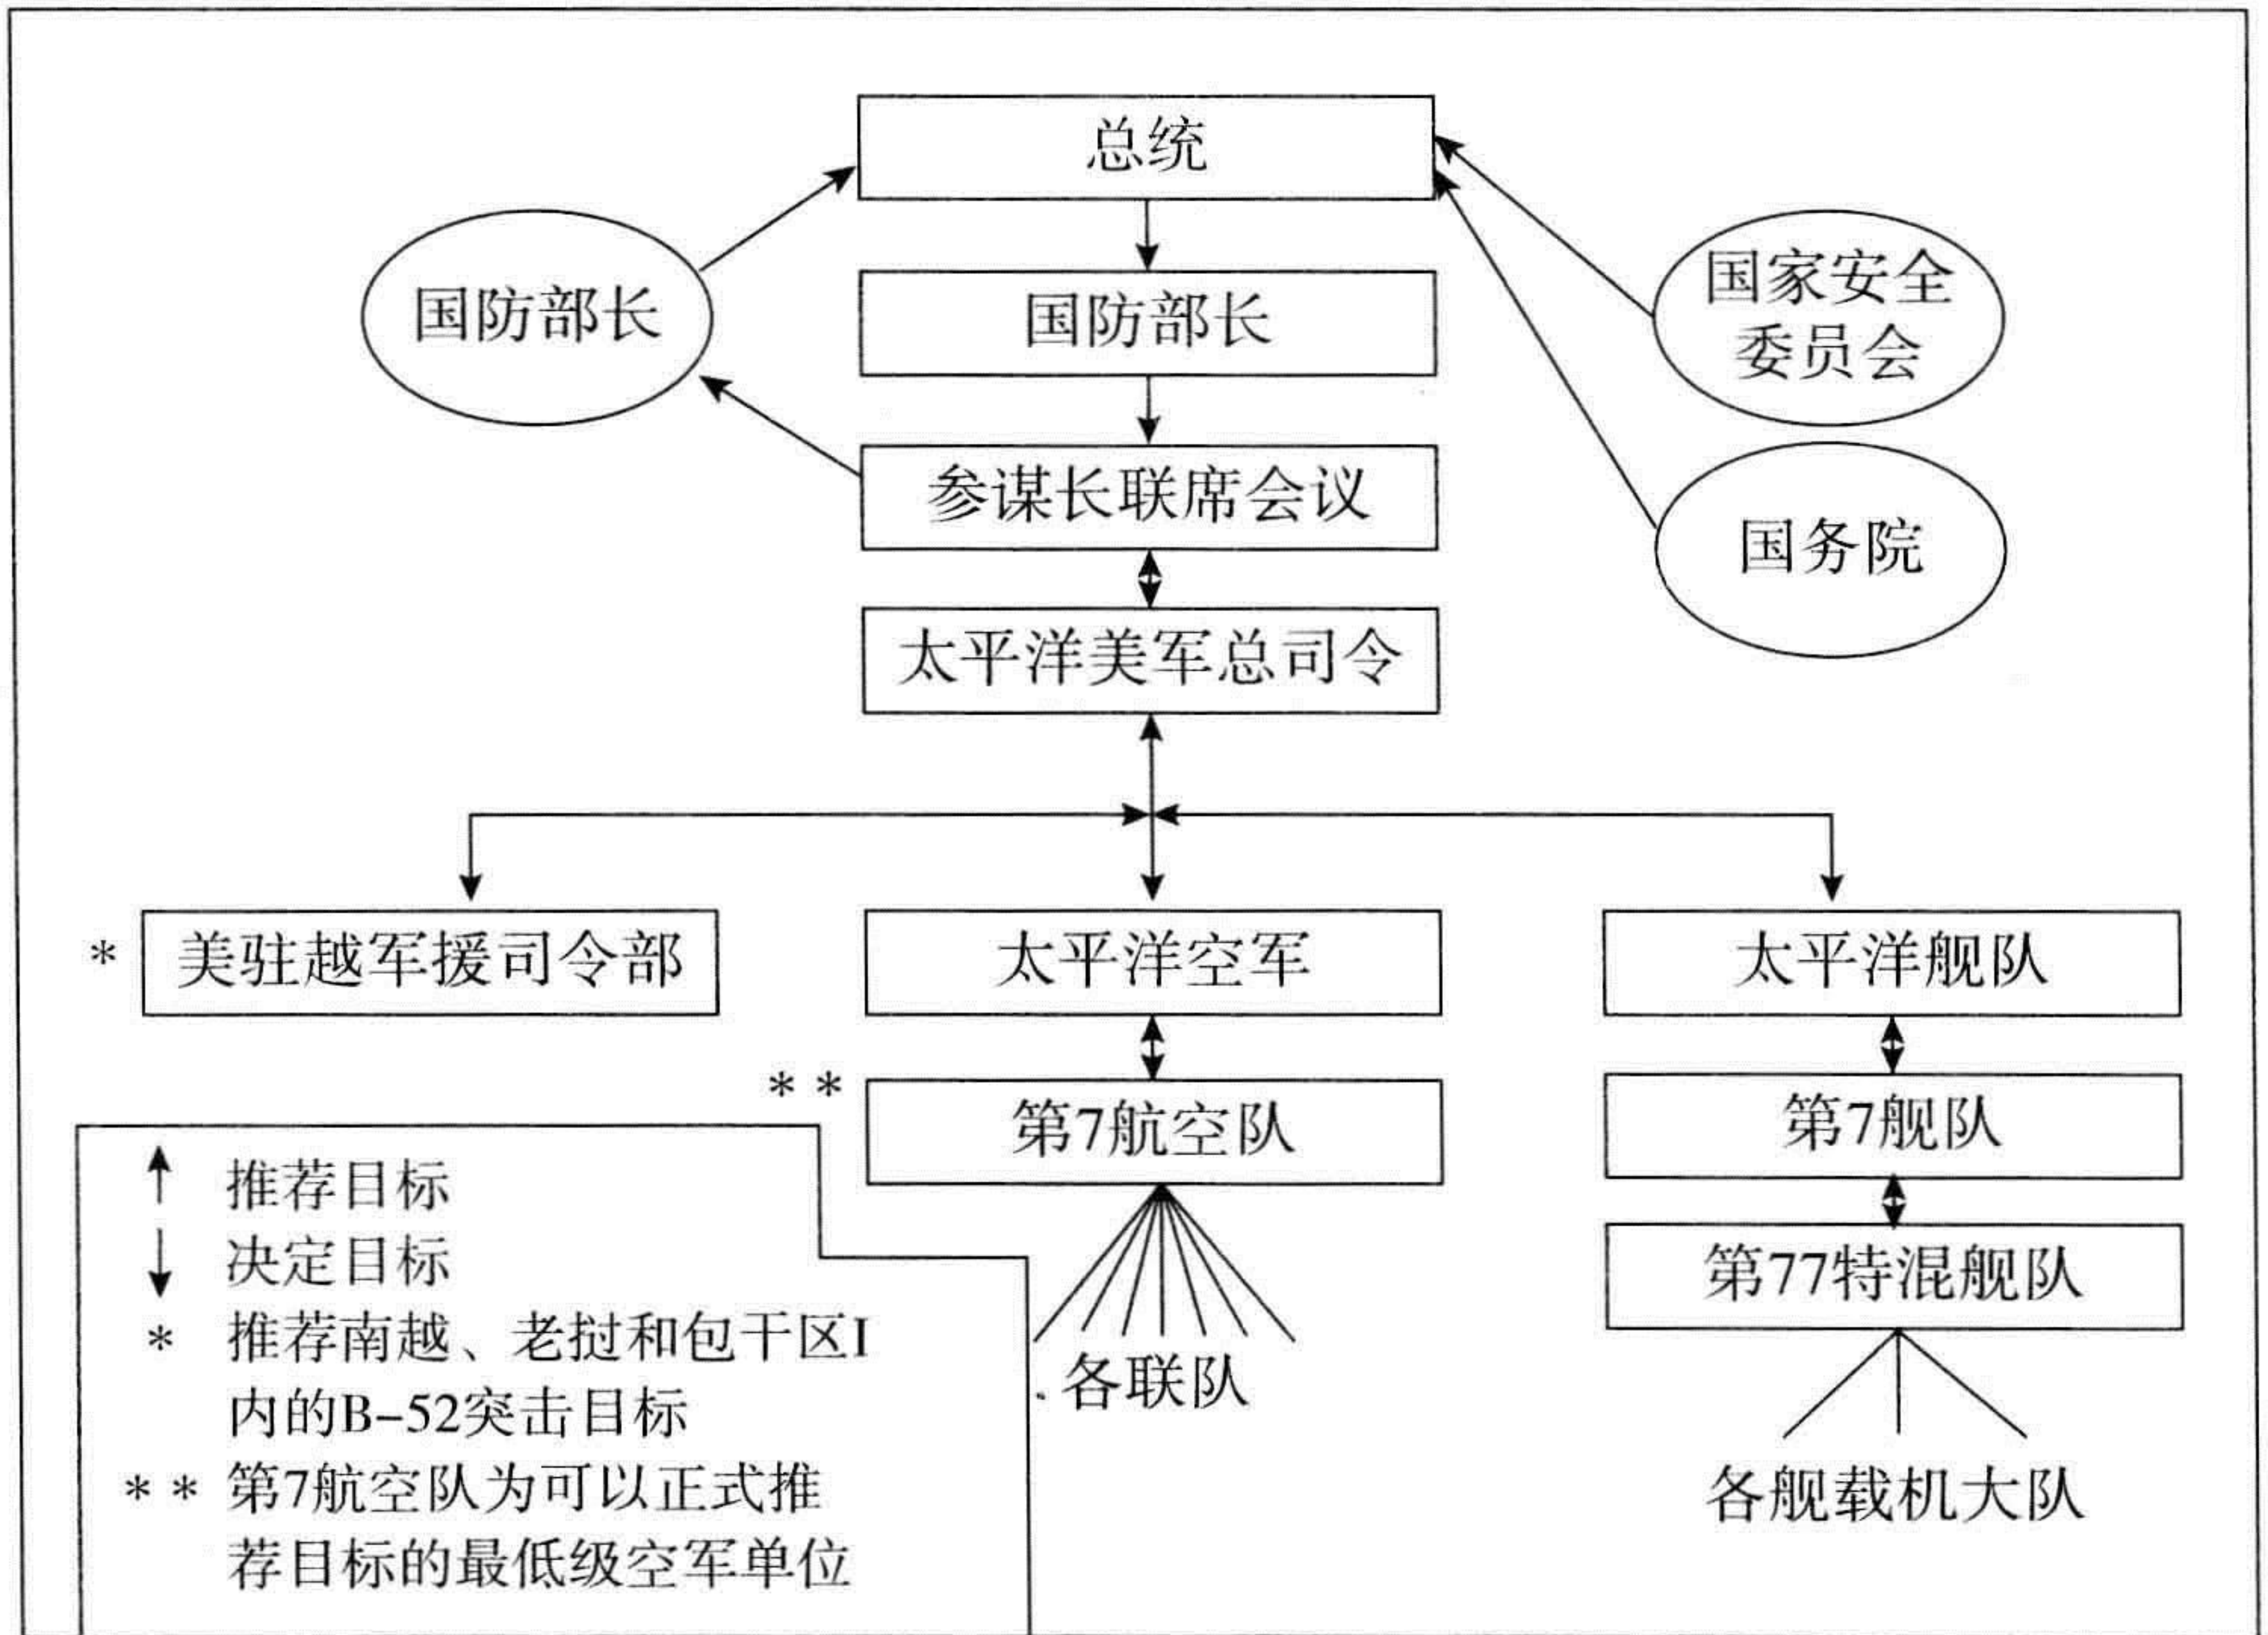 总统
国防部长
国防部长
国家安全
委员会
参谋长联席会议
国务院
太平洋美军总司令
* 美驻越军援司令部
太平洋空军
太平洋舰队
* * 第7航空队
第7舰队
第77特混舰队
各联队
各舰载机大队
↑ 推荐目标
↓ 决定目标
* 推荐南越、老挝和包干区I
内的B-52突击目标
* * 第7航空队为可以正式推
荐目标的最低级空军单位